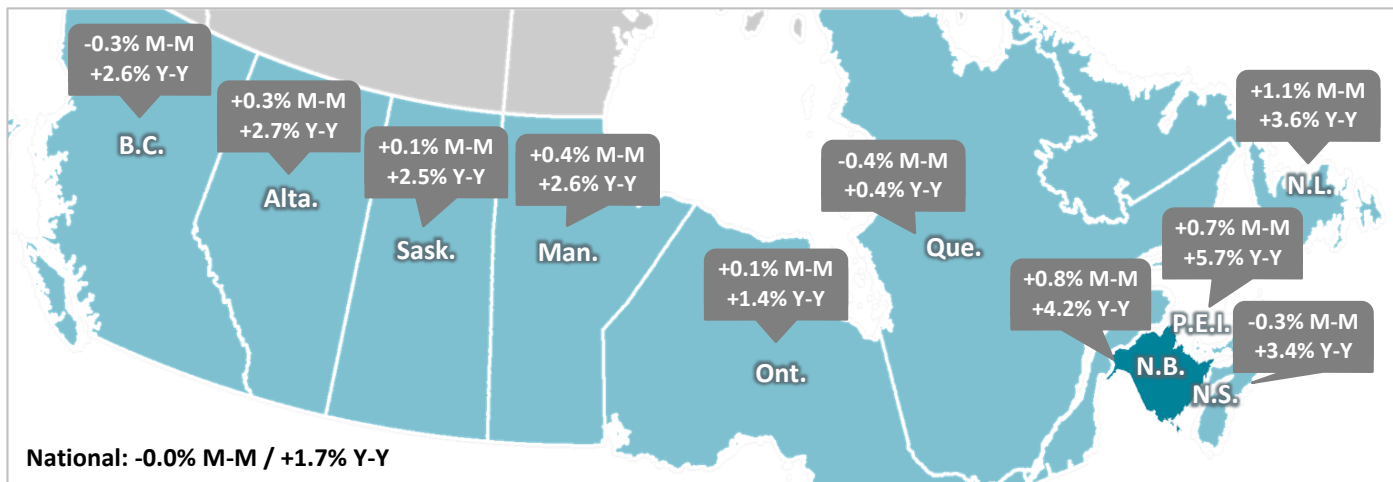 -0.3% M-M
+2.6% Y-Y
B.C.
+0.3% M-M
+2.7% Y-Y
Alta.
+0.1% M-M
+2.5% Y-Y
Sask.
+0.4% M-M
+2.6% Y-Y
Man.
+0.1% M-M
+1.4% Y-Y
Ont.
-0.4% M-M
+0.4% Y-Y
Que.
+1.1% M-M
+3.6% Y-Y
N.L.
+0.7% M-M
+5.7% Y-Y
P.E.I.
+0.8% M-M
+4.2% Y-Y
N.B.
-0.3% M-M
+3.4% Y-Y
N.S.
National: -0.0% M-M / +1.7% Y-Y